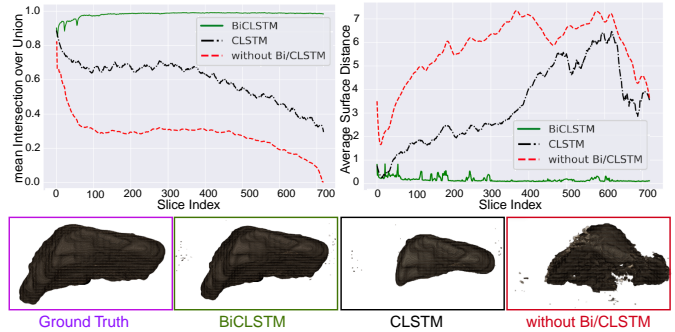 mean Intersection over Union
1.0
0.8
0.6
0.4
0.2
0.0
BiCLSTM
CLSTM
without Bi/CLSTM
0 100 200 300 400 500 600 700
Slice Index
Average Surface Distance
7
6
5
4
3
2
1
0
BiCLSTM
CLSTM
without Bi/CLSTM
0 100 200 300 400 500 600 700
Slice Index
Ground Truth BiCLSTM CLSTM without Bi/CLSTM